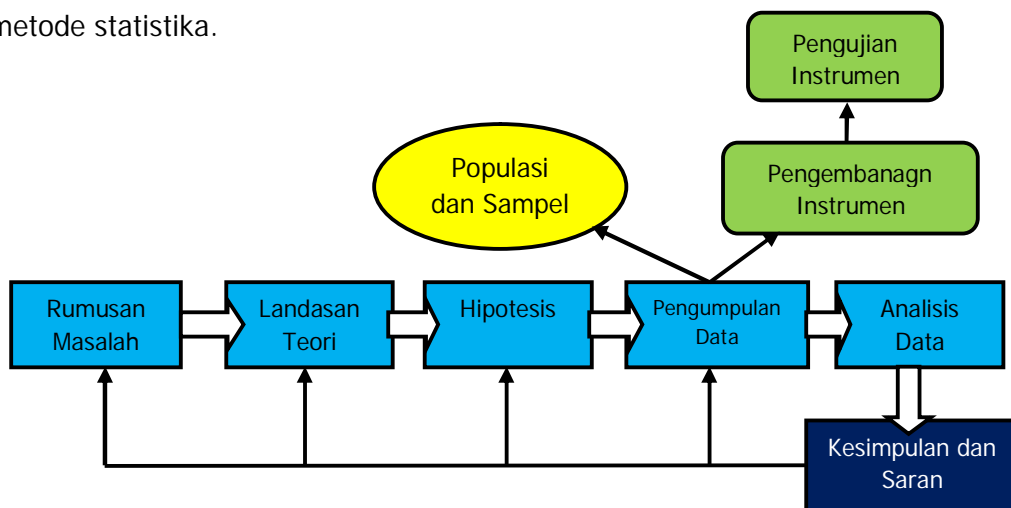 metode statistika.
Pengujian
Instrumen
Populasi
dan Sampel
Pengembanagn
Instrumen
Rumusan
Masalah
Landasan
Teori
Hipotesis
Pengumpulan
Data
Analisis
Data
Kesimpulan dan
Saran